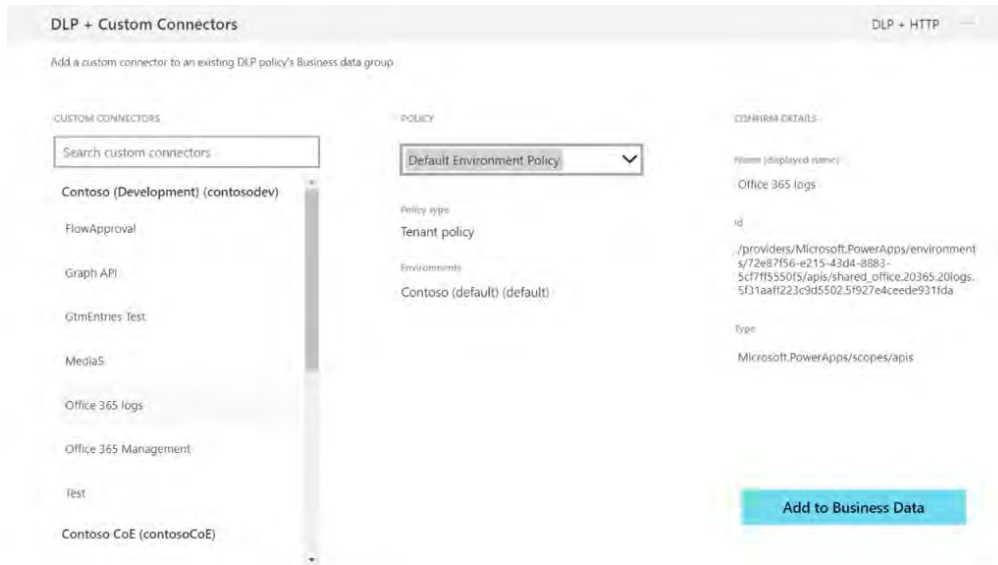 DLP + Custom Connectors
DLP + HTTP
Add a custom connector to an existing DLP policy's Business data group
CUSTOM CONNECTORS
Search custom connectors
Contoso (Development) (contosodev)
FlowApproval
Graph API
GtmEntries Test
MediaS
Office 365 logs
Office 365 Management
Test
Contoso CoE (contosoCoE)
POLICY
Default Environment Policy
Policy type
Tenant policy
Environments
Contoso (default) (default)
CONFIRM DETAILS
Name (displayed name)
Office 365 logs
Id
/providers/Microsoft.PowerApps/environment
s/72e87f56-e215-43d4-8883-
5cf7ff5550f5/apis/shared_office.20365.20logs.
5f31aaff223c9d5502.5f927e4ceede931fda
Type
Microsoft.PowerApps/scopes/apis
Add to Business Data